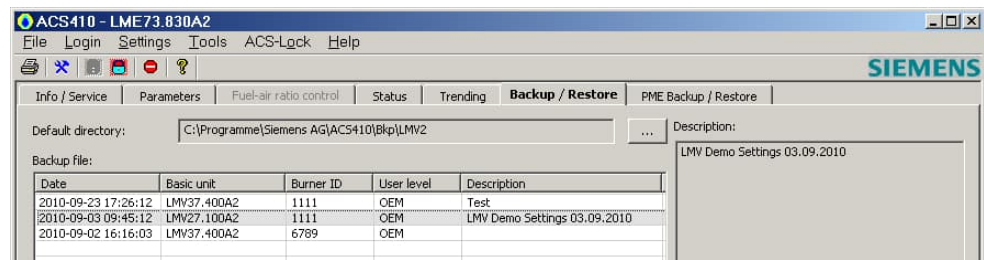 ACS410 - LME73.830A2
File Login Settings Tools ACS-Lock Help
SIEMENS
Info / Service Parameters Fuel-air ratio control Status Trending Backup / Restore PME Backup / Restore
Default directory: C:\Programme\Siemens AG\ACS410\Bkp\LMV2 ... Description:
LMV Demo Settings 03.09.2010
Backup file:
Date Basic unit Burner ID User level Description
2010-09-23 17:26:12 LMV37.400A2 1111 OEM Test
2010-09-03 09:45:12 LMV27.100A2 1111 OEM LMV Demo Settings 03.09.2010
2010-09-02 16:16:03 LMV37.400A2 6789 OEM